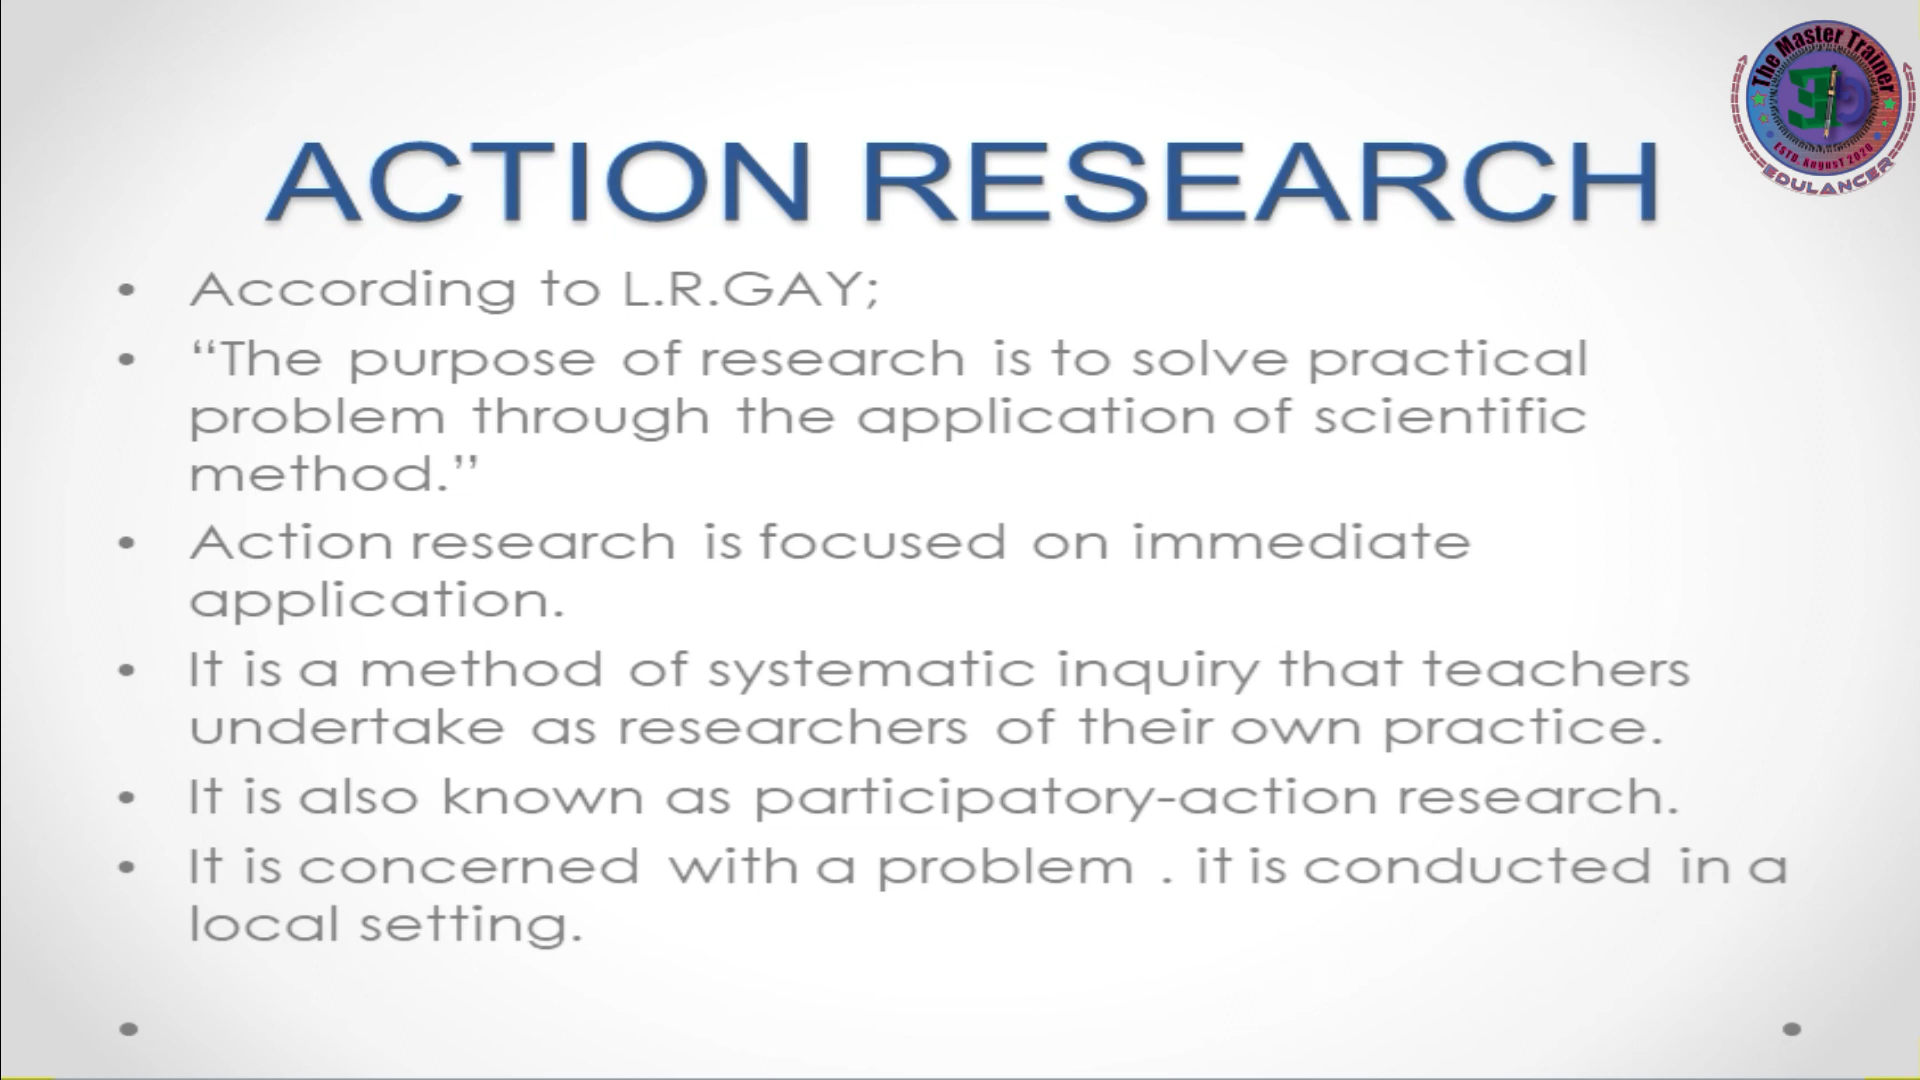 The Master Trainer
ESTD. August 2020
EDULANCER
ACTION RESEARCH
• According to L.R.GAY;
• “The purpose of research is to solve practical
problem through the application of scientific
method.”
• Action research is focused on immediate
application.
• It is a method of systematic inquiry that teachers
undertake as researchers of their own practice.
• It is also known as participatory-action research.
• It is concerned with a problem . it is conducted in a
local setting.